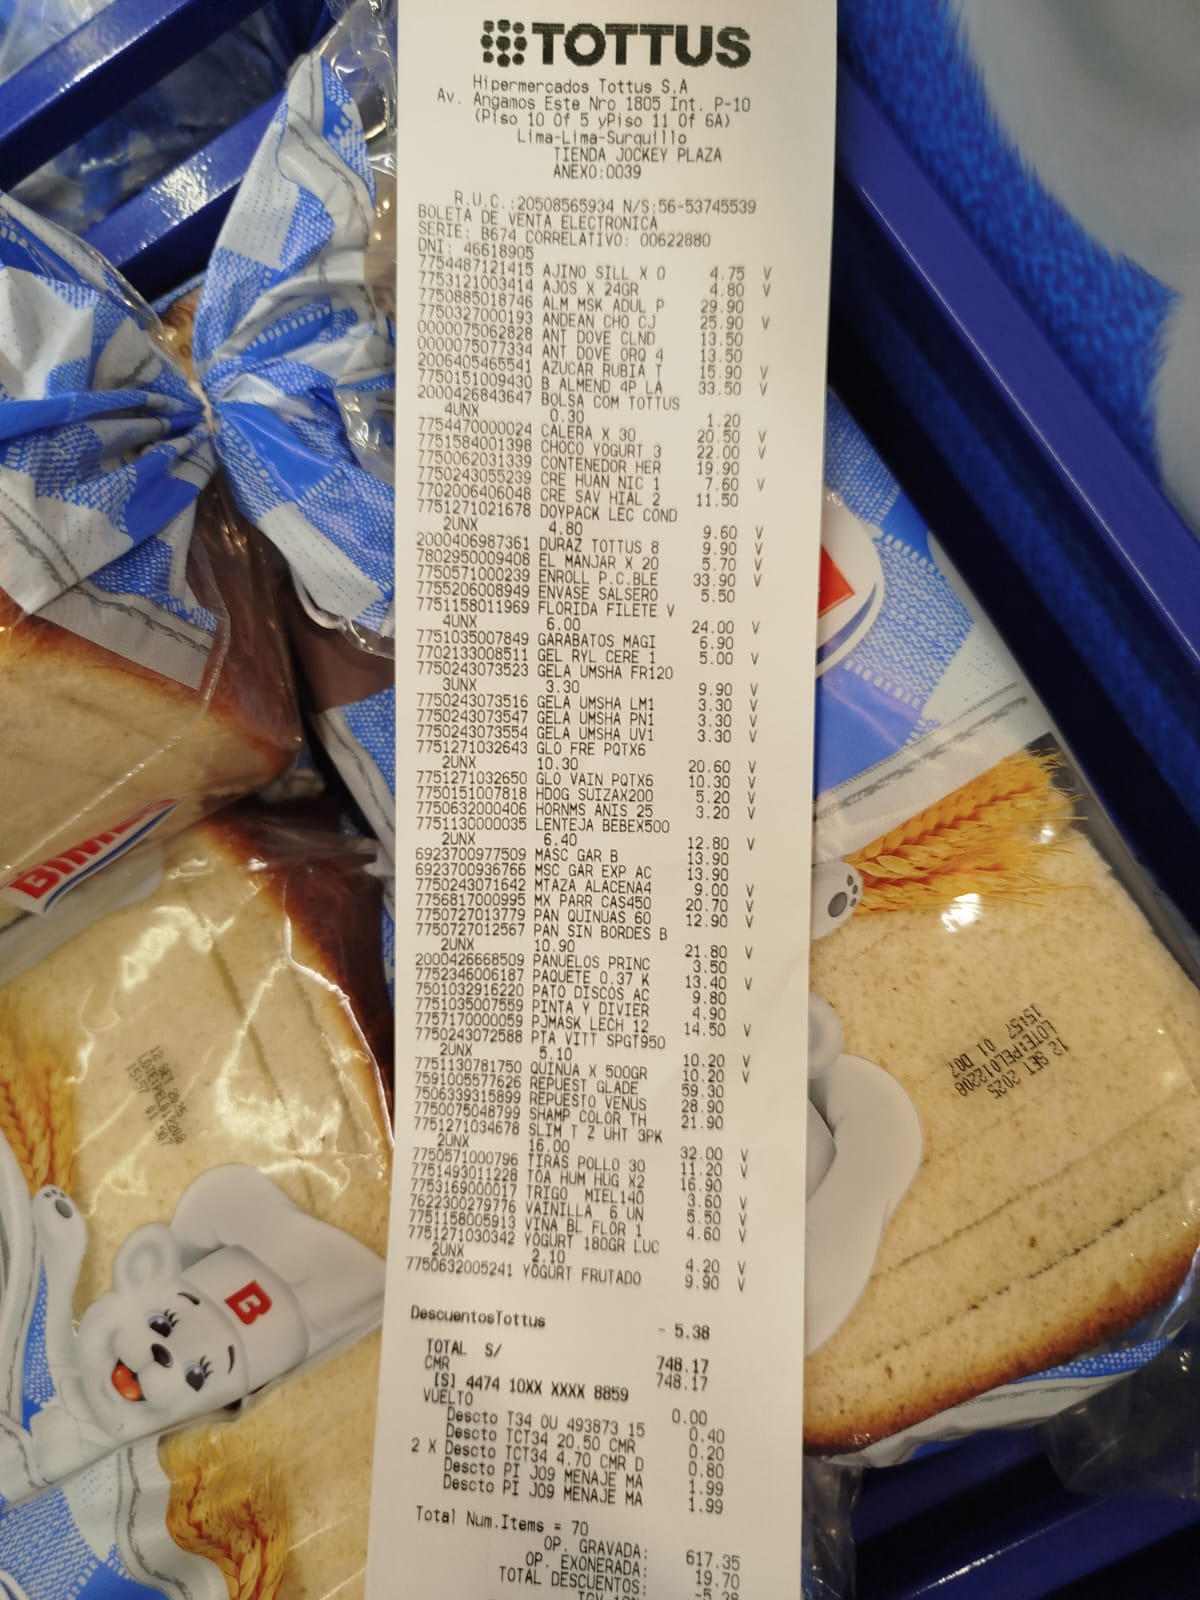 TOTTUS
Hipermercados Tottus S.A
Av. Angamos Este Nro 1805 Int. P-10
(Piso 10 Of 5 yPiso 11 Of 6A)
Lima-Lima-Surquillo
TIENDA JOCKEY PLAZA
ANEXO:0039
R.U.C.:20508565934 N/S:56-53745539
BOLETA DE VENTA ELECTRONICA
SERIE: B674 CORRELATIVO: 00622880
DNI: 46618905
7754487121415 AJINO SILL X O 4.75 V
7753121003414 AJOS X 24GR 4.80 V
7750885018746 ALM MSK ADUL P 29.90
7750327000193 ANDEAN CHO CJ 25.90 V
0000075062828 ANT DOVE CLND 13.50
0000075077334 ANT DOVE ORQ 4 13.50
2006405465541 AZUCAR RUBIA T 15.90 V
7750151009430 B ALMEND 4P LA 33.50 V
2000426843647 BOLSA COM TOTTUS
4UNX 0.30 1.20
7754470000024 CALERA X 30 20.50 V
7751584001398 CHOCO YOGURT 3 22.00 V
7750062031339 CONTENEDOR HER 19.90
7750243055239 CRE HUAN NIC 1 7.60 V
7702006406048 CRE SAV HIAL 2 11.50
7751271021678 DOYPACK LEC COND
2UNX 4.80 9.60 V
2000406987361 DURAZ TOTTUS 8 9.90 V
7802950009408 EL MANJAR X 20 5.70 V
7750571000239 ENROLL P.C.BLE 33.90 V
7755206008949 ENVASE SALSERO 5.50
7751158011969 FLORIDA FILETE V
4UNX 6.00 24.00 V
7751035007849 GARABATOS MAGI 6.90
7702133008511 GEL RYL CERE 1 5.00 V
7750243073523 GELA UMSHA FR120
3UNX 3.30 9.90 V
7750243073516 GELA UMSHA LM1 3.30 V
7750243073547 GELA UMSHA PN1 3.30 V
7750243073554 GELA UMSHA UV1 3.30 V
7751271032643 GLO FRE PQTX6
2UNX 10.30 20.60 V
7751271032650 GLO VAIN PQTX6 10.30 V
7750151007818 HDOG SUIZAX200 5.20 V
7750632000406 HORNMS ANIS 25 3.20 V
7751130000035 LENTEJA BEBEX500
2UNX 6.40 12.80 V
6923700977509 MASC GAR B 13.90
6923700936766 MSC GAR EXP AC 13.90
7750243071642 MTAZA ALACENA4 9.00 V
7756817000995 MX PARR CAS450 20.70 V
7750727013779 PAN QUINUAS 60 12.90 V
7750727012567 PAN SIN BORDES B
2UNX 10.90 21.80 V
2000426668509 PANUELOS PRINC 3.50
7752346006187 PAQUETE 0.37 K 13.40 V
7501032916220 PATO DISCOS AC 9.80
7751035007559 PINTA Y DIVIER 4.90
7757170000059 PJMASK LECH 12 14.50 V
7750243072588 PTA VITT SPGT950
2UNX 5.10 10.20 V
7751130781750 QUINUA X 500GR 10.20 V
7591005577626 REPUEST GLADE 59.30
7506339315899 REPUESTO VENUS 28.90
7750075048799 SHAMP COLOR TH 21.90
7751271034678 SLIM T Z UHT 3PK
2UNX 16.00 32.00 V
7750571000796 TIRAS POLLO 30 11.20 V
7751493011228 TOA HUM HUG X2 16.90
7753169000017 TRIGO MIEL140 3.60 V
7622300279776 VAINILLA 6 UN 5.50 V
7751158005913 VINA BL FLOR 1 4.60 V
7751271030342 YOGURT 180GR LUC
2UNX 2.10 4.20 V
7750632005241 YOGURT FRUTADO 9.90 V
DescuentosTottus - 5.38
TOTAL S/ 748.17
CMR 748.17
[S] 4474 10XX XXXX 8859
VUELTO 0.00
Descto T34 OU 493873 15 0.40
Descto TCT34 20.50 CMR 0.20
2 X Descto TCT34 4.70 CMR D 0.80
Descto PI J09 MENAJE MA 1.99
Descto PI J09 MENAJE MA 1.99
Total Num.Items = 70
OP. GRAVADA: 617.35
OP. EXONERADA: 19.70
TOTAL DESCUENTOS: -5.38
12 SET 2025
LOTE:PEL012208
15:57 01 D07
12 SET 2025
LOTE:PEL012208
15:57 01 D07
B